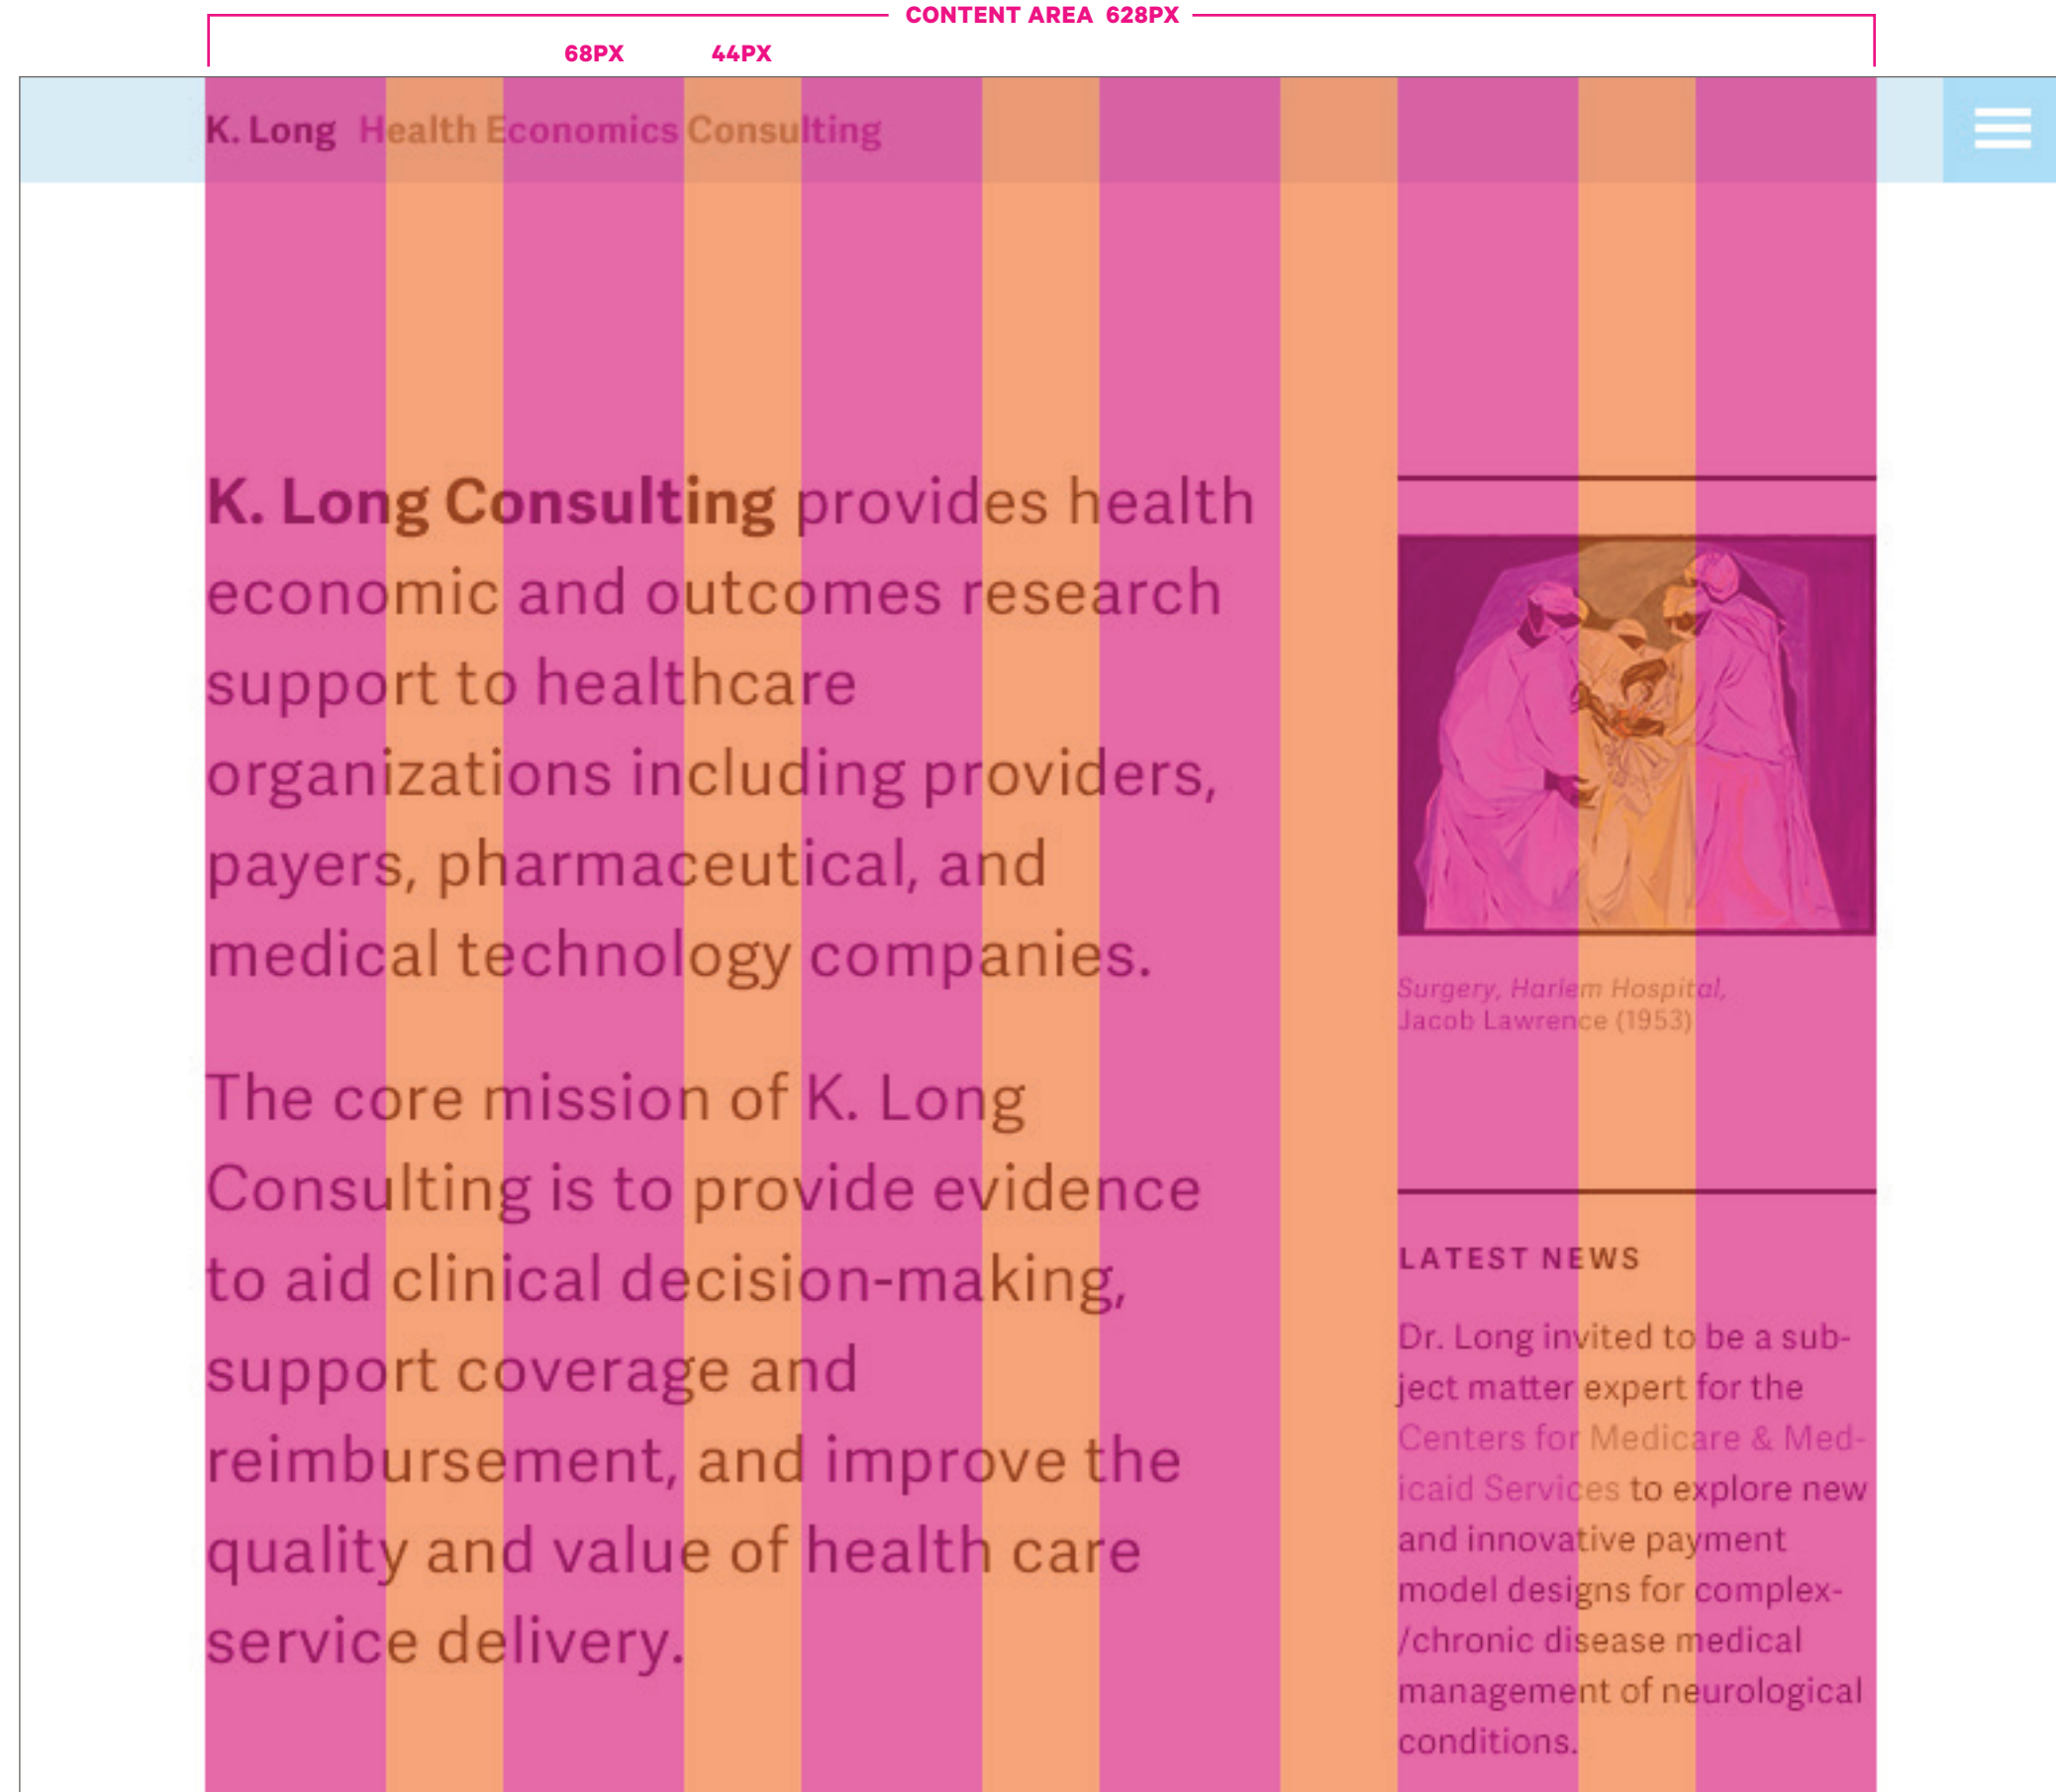 CONTENT AREA 628PX
68PX 44PX
K. Long Health Economics Consulting
K. Long Consulting provides health
economic and outcomes research
support to healthcare
organizations including providers,
payers, pharmaceutical, and
medical technology companies.
The core mission of K. Long
Consulting is to provide evidence
to aid clinical decision-making,
support coverage and
reimbursement, and improve the
quality and value of health care
service delivery.
Surgery, Harlem Hospital,
Jacob Lawrence (1953)
LATEST NEWS
Dr. Long invited to be a sub-
ject matter expert for the
Centers for Medicare & Med-
icaid Services to explore new
and innovative payment
model designs for complex-
/chronic disease medical
management of neurological
conditions.